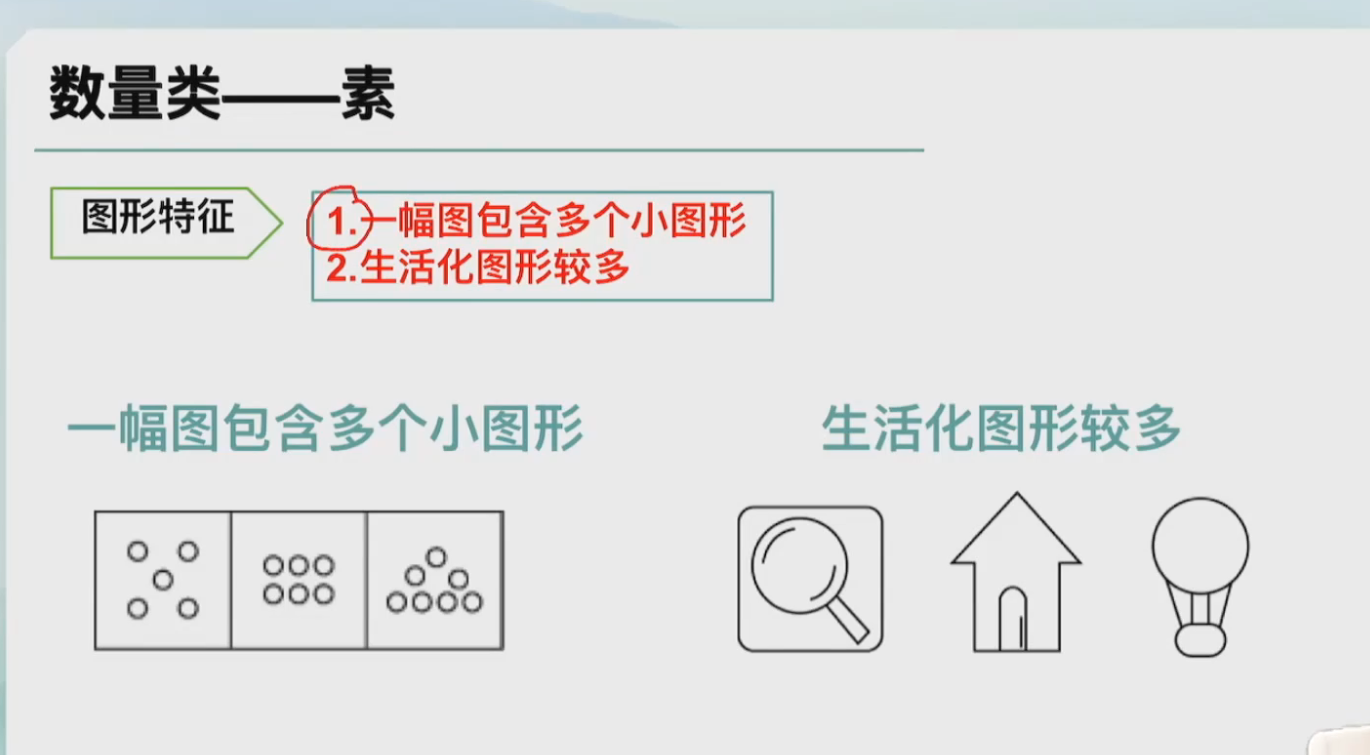 数量类——素
图形特征
1.一幅图包含多个小图形
2.生活化图形较多
一幅图包含多个小图形
生活化图形较多